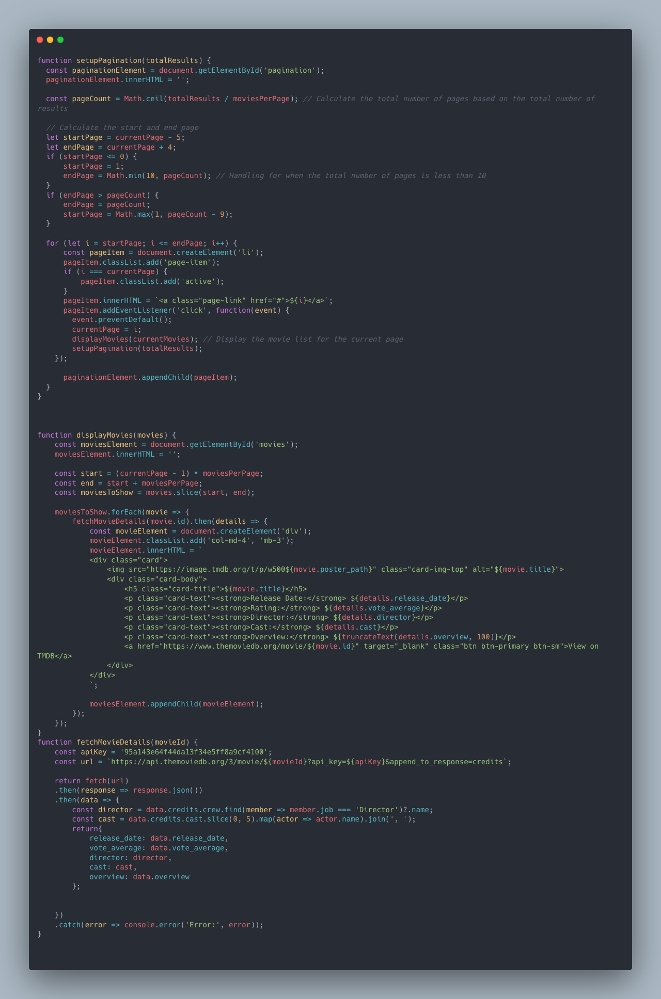 function setupPagination(totalResults) {
  const paginationElement = document.getElementById('pagination');
  paginationElement.innerHTML = '';

  const pageCount = Math.ceil(totalResults / moviesPerPage); // Calculate the total number of pages based on the total number of
results

  // Calculate the start and end page
  let startPage = currentPage - 5;
  let endPage = currentPage + 4;
  if (startPage <= 0) {
      startPage = 1;
      endPage = Math.min(10, pageCount); // Handling for when the total number of pages is less than 10
  }
  if (endPage > pageCount) {
      endPage = pageCount;
      startPage = Math.max(1, pageCount - 9);
  }

  for (let i = startPage; i <= endPage; i++) {
      const pageItem = document.createElement('li');
      pageItem.classList.add('page-item');
      if (i === currentPage) {
          pageItem.classList.add('active');
      }
      pageItem.innerHTML = `<a class="page-link" href="#">${i}</a>`;
      pageItem.addEventListener('click', function(event) {
        event.preventDefault();
        currentPage = i;
        displayMovies(currentMovies); // Display the movie list for the current page
        setupPagination(totalResults);
    });

      paginationElement.appendChild(pageItem);
  }
}

function displayMovies(movies) {
    const moviesElement = document.getElementById('movies');
    moviesElement.innerHTML = '';

    const start = (currentPage - 1) * moviesPerPage;
    const end = start + moviesPerPage;
    const moviesToShow = movies.slice(start, end);

    moviesToShow.forEach(movie => {
        fetchMovieDetails(movie.id).then(details => {
            const movieElement = document.createElement('div');
            movieElement.classList.add('col-md-4', 'mb-3');
            movieElement.innerHTML = `
            <div class="card">
                <img src="https://image.tmdb.org/t/p/w500${movie.poster_path}" class="card-img-top" alt="${movie.title}">
                <div class="card-body">
                    <h5 class="card-title">${movie.title}</h5>
                    <p class="card-text"><strong>Release Date:</strong> ${details.release_date}</p>
                    <p class="card-text"><strong>Rating:</strong> ${details.vote_average}</p>
                    <p class="card-text"><strong>Director:</strong> ${details.director}</p>
                    <p class="card-text"><strong>Cast:</strong> ${details.cast}</p>
                    <p class="card-text"><strong>Overview:</strong> ${truncateText(details.overview, 100)}</p>
                    <a href="https://www.themoviedb.org/movie/${movie.id}" target="_blank" class="btn btn-primary btn-sm">View on
TMDB</a>
                </div>
            </div>
            `;

            moviesElement.appendChild(movieElement);
        });
    });
}
function fetchMovieDetails(movieId) {
    const apiKey = '95a143e64f44da13f34e5ff8a9cf4100';
    const url = `https://api.themoviedb.org/3/movie/${movieId}?api_key=${apiKey}&append_to_response=credits`;

    return fetch(url)
    .then(response => response.json())
    .then(data => {
        const director = data.credits.crew.find(member => member.job === 'Director')?.name;
        const cast = data.credits.cast.slice(0, 5).map(actor => actor.name).join(', ');
        return{
            release_date: data.release_date,
            vote_average: data.vote_average,
            director: director,
            cast: cast,
            overview: data.overview
        };

    })
    .catch(error => console.error('Error:', error));
}